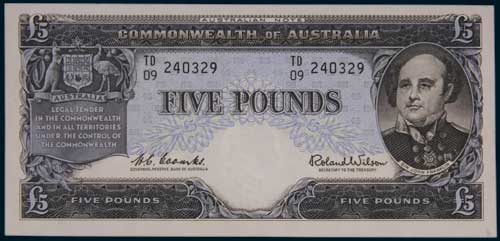 £5 AUSTRALIAN NOTE £5
COMMONWEALTH OF AUSTRALIA
TD
09 240329
TD
09 240329
AUSTRALIA
LEGAL TENDER
IN THE COMMONWEALTH
AND IN ALL TERRITORIES
UNDER THE CONTROL OF
THE COMMONWEALTH
FIVE POUNDS
SIR JOHN FRANKLIN
H.C. Coombs.
GOVERNOR, RESERVE BANK OF AUSTRALIA
Roland Wilson
SECRETARY TO THE TREASURY
£5 FIVE POUNDS FIVE POUNDS £5